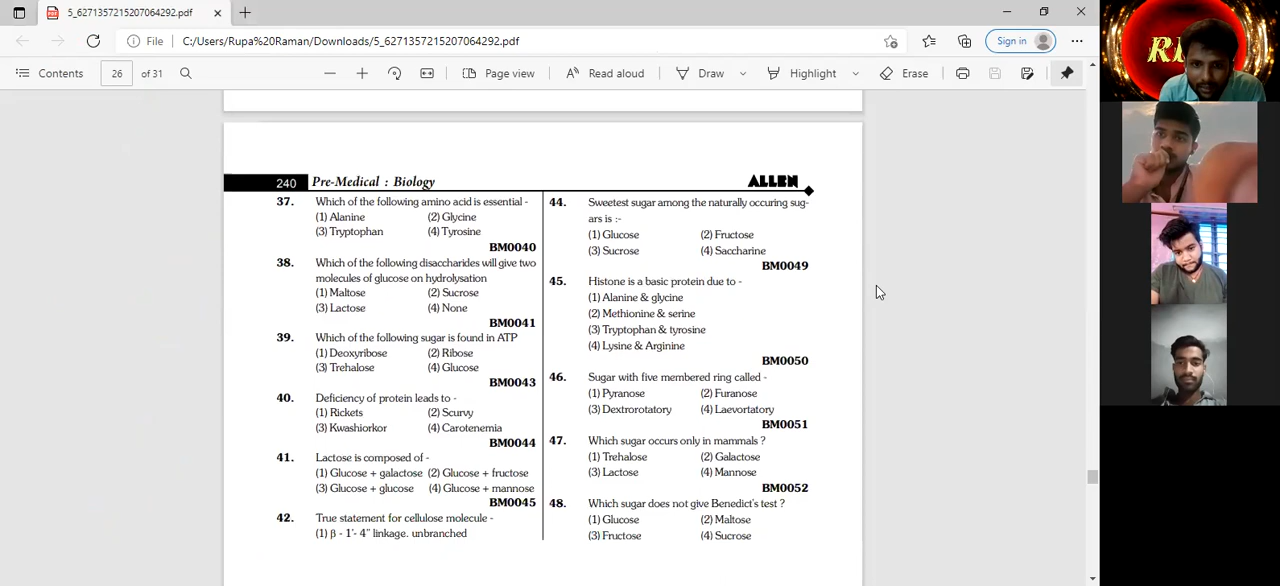 5_6271357215207064292.pdf
File C:/Users/Rupa%20Raman/Downloads/5_6271357215207064292.pdf
Sign in
Contents 26 of 31 Page view Read aloud Draw Highlight Erase
240 Pre-Medical : Biology ALLEN
37. Which of the following amino acid is essential -
(1) Alanine (2) Glycine
(3) Tryptophan (4) Tyrosine
BM0040
38. Which of the following disaccharides will give two
molecules of glucose on hydrolysation
(1) Maltose (2) Sucrose
(3) Lactose (4) None
BM0041
39. Which of the following sugar is found in ATP
(1) Deoxyribose (2) Ribose
(3) Trehalose (4) Glucose
BM0043
40. Deficiency of protein leads to -
(1) Rickets (2) Scurvy
(3) Kwashiorkor (4) Carotenemia
BM0044
41. Lactose is composed of -
(1) Glucose + galactose (2) Glucose + fructose
(3) Glucose + glucose (4) Glucose + mannose
BM0045
42. True statement for cellulose molecule -
(1) β - 1'- 4" linkage. unbranched
44. Sweetest sugar among the naturally occuring sug-
ars is :-
(1) Glucose (2) Fructose
(3) Sucrose (4) Saccharine
BM0049
45. Histone is a basic protein due to -
(1) Alanine & glycine
(2) Methionine & serine
(3) Tryptophan & tyrosine
(4) Lysine & Arginine
BM0050
46. Sugar with five membered ring called -
(1) Pyranose (2) Furanose
(3) Dextrorotatory (4) Laevortatory
BM0051
47. Which sugar occurs only in mammals ?
(1) Trehalose (2) Galactose
(3) Lactose (4) Mannose
BM0052
48. Which sugar does not give Benedict's test ?
(1) Glucose (2) Maltose
(3) Fructose (4) Sucrose